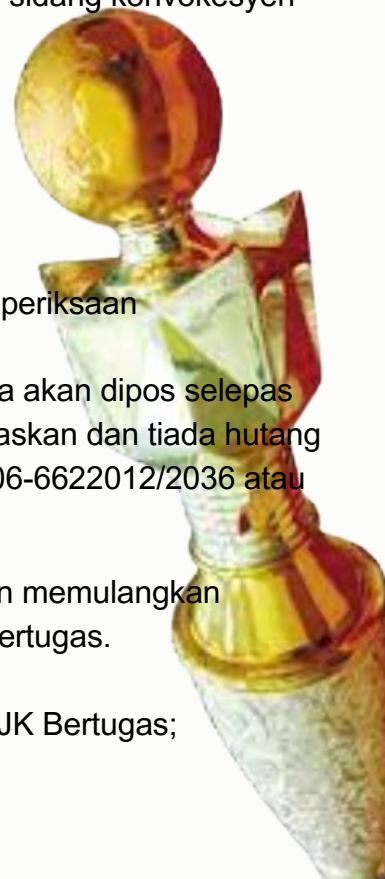 sidang konvokesyen
periksaan
a akan dipos selepas
askan dan tiada hutang
06-6622012/2036 atau
n memulangkan
ertugas.
JK Bertugas;